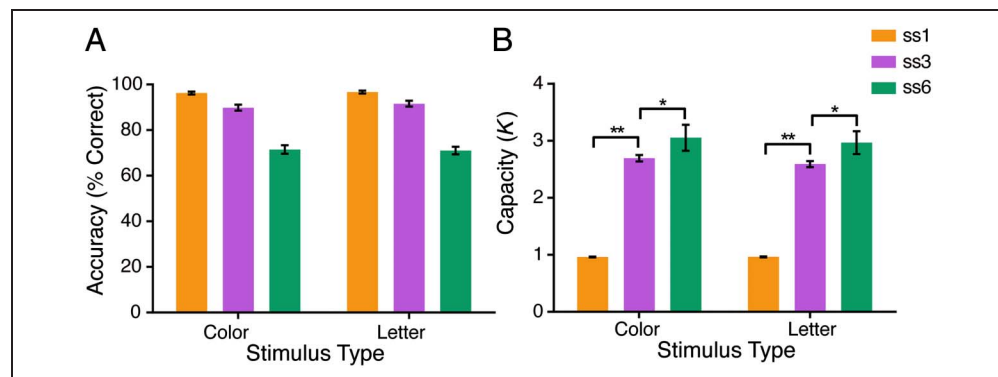 A
Accuracy (% Correct)
100
80
60
40
20
0
Color
Letter
Stimulus Type
B
ss1
ss3
ss6
Capacity (K)
4
3
2
1
0
**
*
**
*
Color
Letter
Stimulus Type